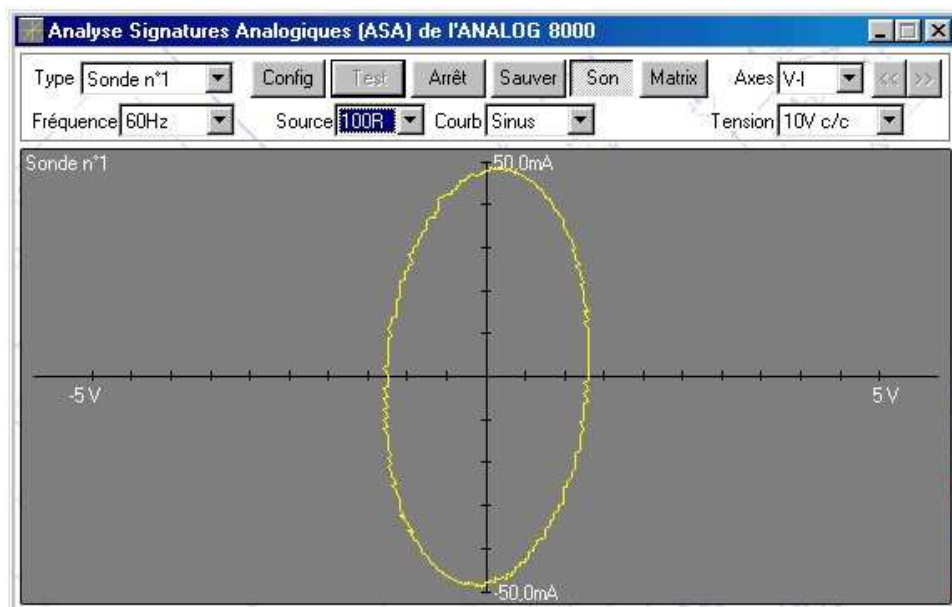 Analyse Signatures Analogiques (ASA) de l'ANALOG 8000
Type Sonde n°1 Config Test Arrêt Sauver Son Matrix Axes V-I << >>
Fréquence 60Hz Source 100R Courb Sinus Tension 10V c/c
Sonde n°1 50,0mA
-5 V 5 V
-50,0mA